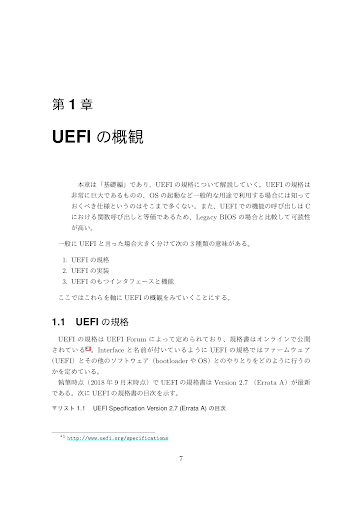 第 1 章
UEFI の概観
本章は「基礎編」であり、UEFI の規格について解説していく。UEFI の規格は
非常に巨大であるものの、OS の起動など一般的な用途で利用する場合には知って
おくべき仕様というのはそこまで多くない。また、UEFI での機能の呼び出しは C
における関数呼び出しと等価であるため、Legacy BIOS の場合と比較して可読性
が高い。
一般に UEFI と言った場合大きく分けて次の 3 種類の意味がある。
1. UEFI の規格
2. UEFI の実装
3. UEFI のもつインタフェースと機能
ここではこれらを軸に UEFI の概観をみていくことにする。
1.1 UEFI の規格
UEFI の規格は UEFI Forum によって定められており、規格書はオンラインで公開
されている*1。Interface と名前が付いているように UEFI の規格ではファームウェア
(UEFI) とその他のソフトウェア (bootloader や OS) とのやりとりをどのように行うの
かを定めている。
執筆時点 (2018 年 9 月末時点) で UEFI の規格書は Version 2.7 (Errata A) が最新
である。次に UEFI の規格書の目次を示す。
▼リスト 1.1 UEFI Specification Version 2.7 (Errata A) の目次
*1 http://www.uefi.org/specifications
7